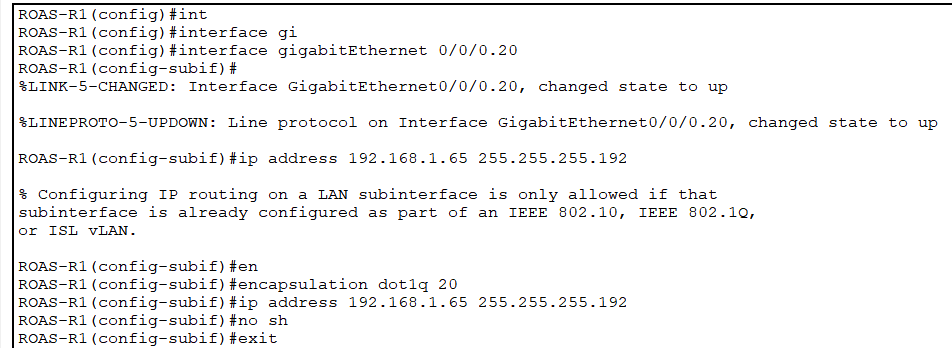 ROAS-R1(config)#int
ROAS-R1(config)#interface gi
ROAS-R1(config)#interface gigabitEthernet 0/0/0.20
ROAS-R1(config-subif)#
%LINK-5-CHANGED: Interface GigabitEthernet0/0/0.20, changed state to up
%LINEPROTO-5-UPDOWN: Line protocol on Interface GigabitEthernet0/0/0.20, changed state to up
ROAS-R1(config-subif)#ip address 192.168.1.65 255.255.255.192
% Configuring IP routing on a LAN subinterface is only allowed if that
subinterface is already configured as part of an IEEE 802.10, IEEE 802.1Q,
or ISL vLAN.
ROAS-R1(config-subif)#en
ROAS-R1(config-subif)#encapsulation dot1q 20
ROAS-R1(config-subif)#ip address 192.168.1.65 255.255.255.192
ROAS-R1(config-subif)#no sh
ROAS-R1(config-subif)#exit